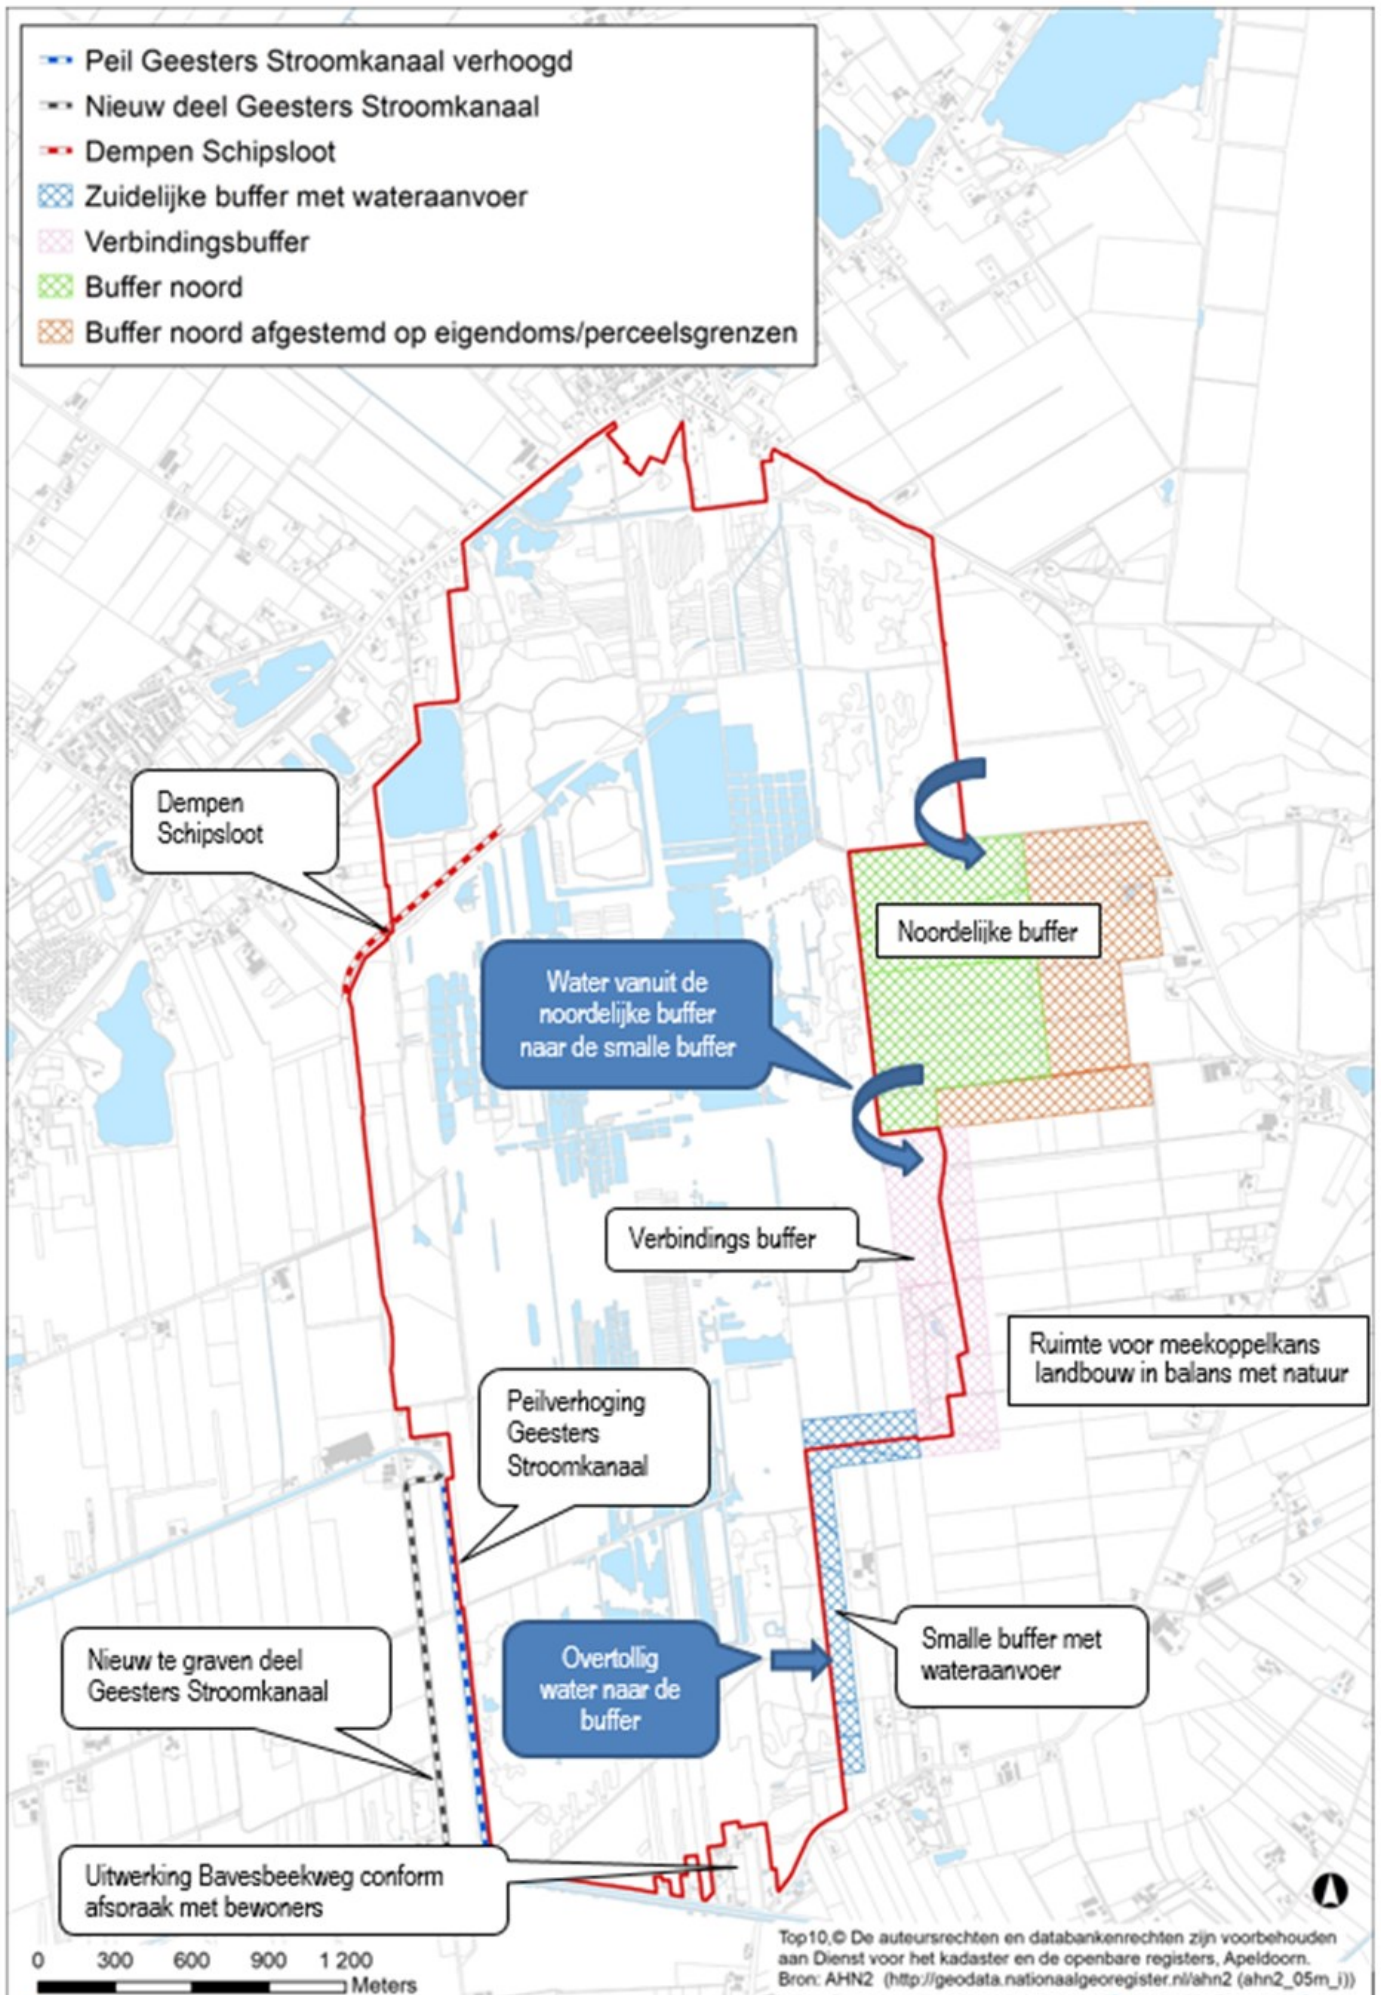 Peil Geesters Stroomkanaal verhoogd
Nieuw deel Geesters Stroomkanaal
Dempen Schipsloot
Zuidelijke buffer met wateraanvoer
Verbindingsbuffer
Buffer noord
Buffer noord afgestemd op eigendoms/perceelsgrenzen
Dempen
Schipsloot
Noordelijke buffer
Water vanuit de
noordelijke buffer
naar de smalle buffer
Verbindings buffer
Ruimte voor meekoppelkans
landbouw in balans met natuur
Peilverhoging
Geesters
Stroomkanaal
Nieuw te graven deel
Geesters Stroomkanaal
Overtollig
water naar de
buffer
Smalle buffer met
wateraanvoer
Uitwerking Bavesbeekweg conform
afspraak met bewoners
0 300 600 900 1 200
Meters
Top10,© De auteursrechten en databankenrechten zijn voorbehouden
aan Dienst voor het kadaster en de openbare registers, Apeldoorn.
Bron: AHN2 (http://geodata.nationaalgeoregister.nl/ahn2 (ahn2_05m_i))